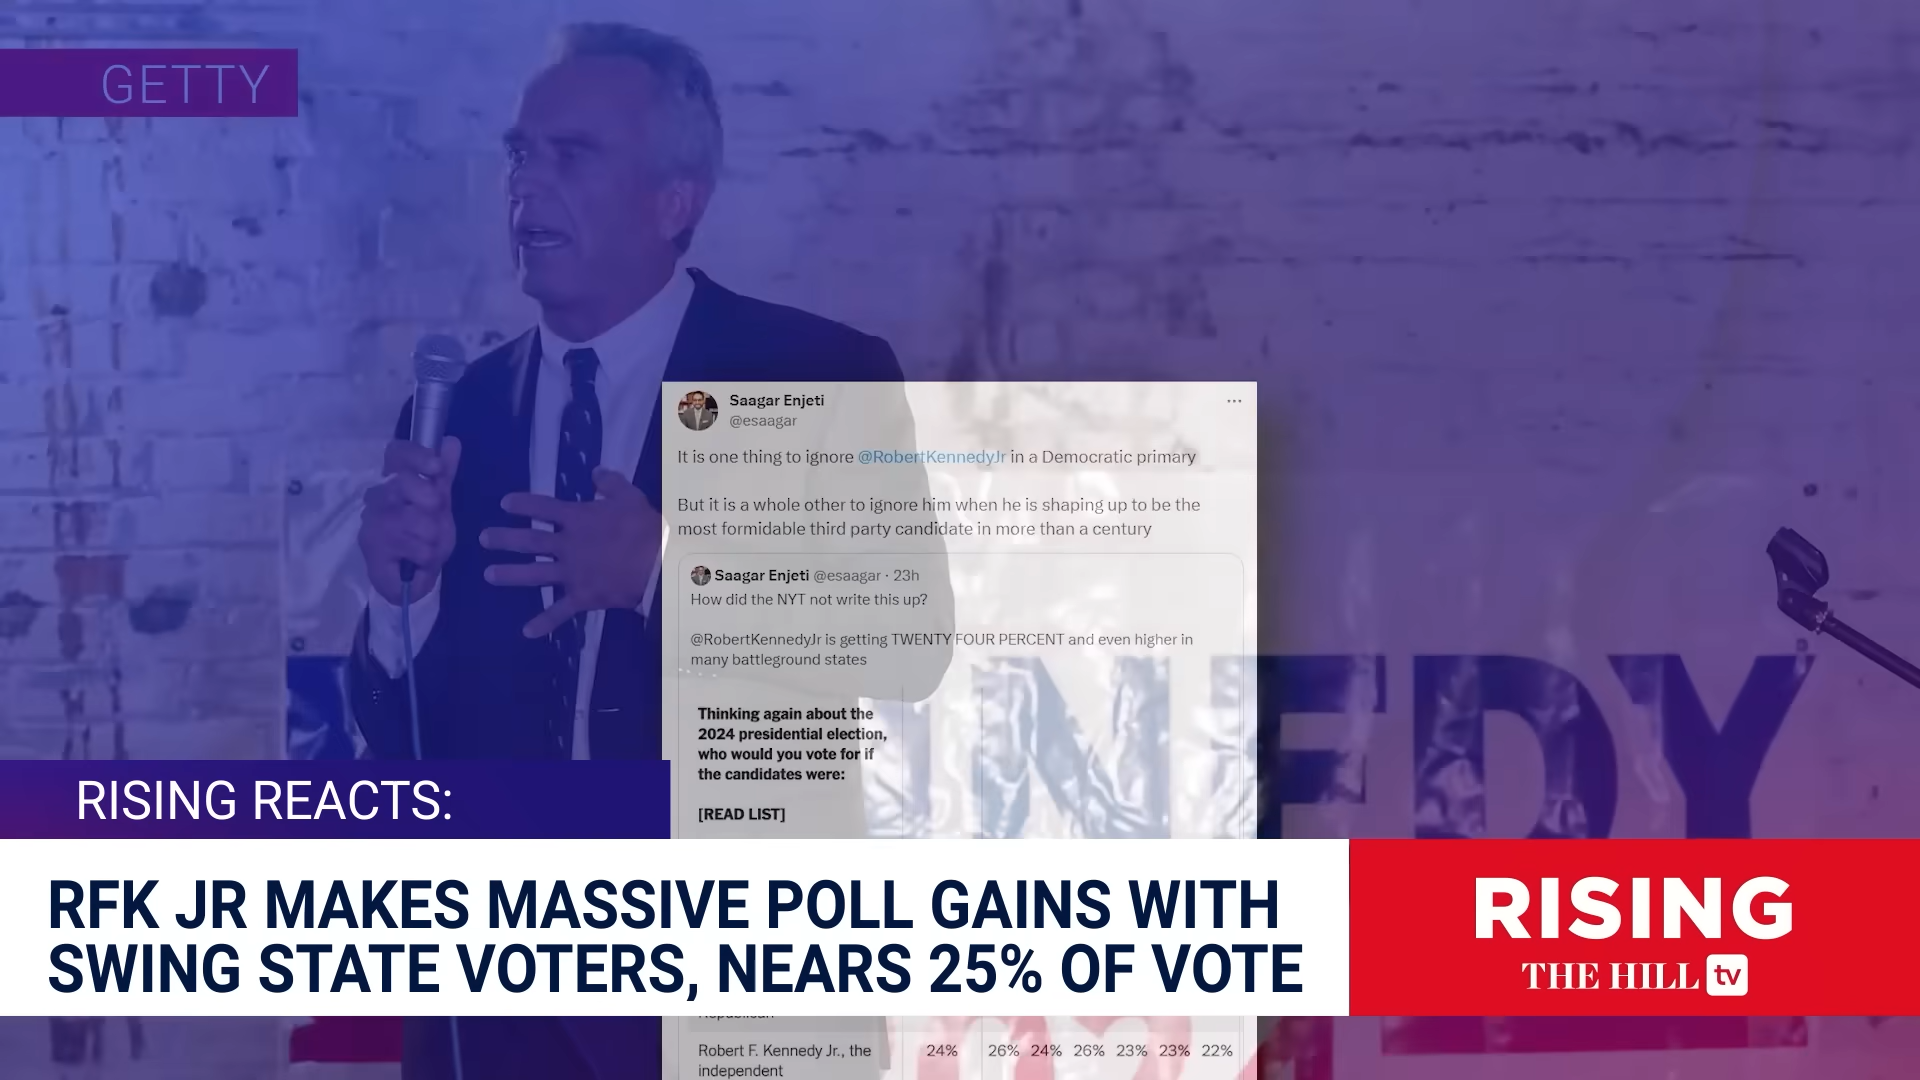 GETTY
Saagar Enjeti
@esaagar
It is one thing to ignore @RobertKennedyJr in a Democratic primary
But it is a whole other to ignore him when he is shaping up to be the
most formidable third party candidate in more than a century
Saagar Enjeti @esaagar · 23h
How did the NYT not write this up?
@RobertKennedyJr is getting TWENTY FOUR PERCENT and even higher in
many battleground states
Thinking again about the
2024 presidential election,
who would you vote for if
the candidates were:
[READ LIST]
NEDY
RISING REACTS:
RFK JR MAKES MASSIVE POLL GAINS WITH
SWING STATE VOTERS, NEARS 25% OF VOTE
RISING
THE HILL tv
Republican
Robert F. Kennedy Jr., the 24% 26% 24% 26% 23% 23% 22%
independent